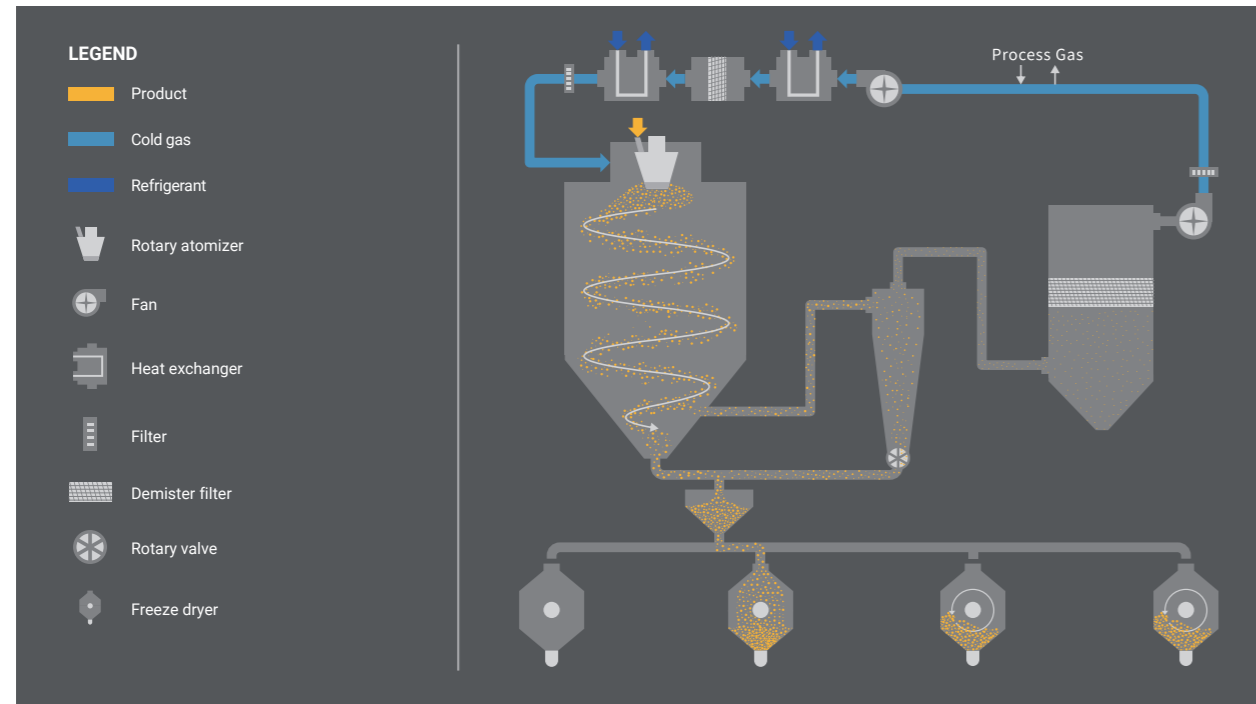 LEGEND
Product
Cold gas
Refrigerant
Rotary atomizer
Fan
Heat exchanger
Filter
Demister filter
Rotary valve
Freeze dryer
Process Gas